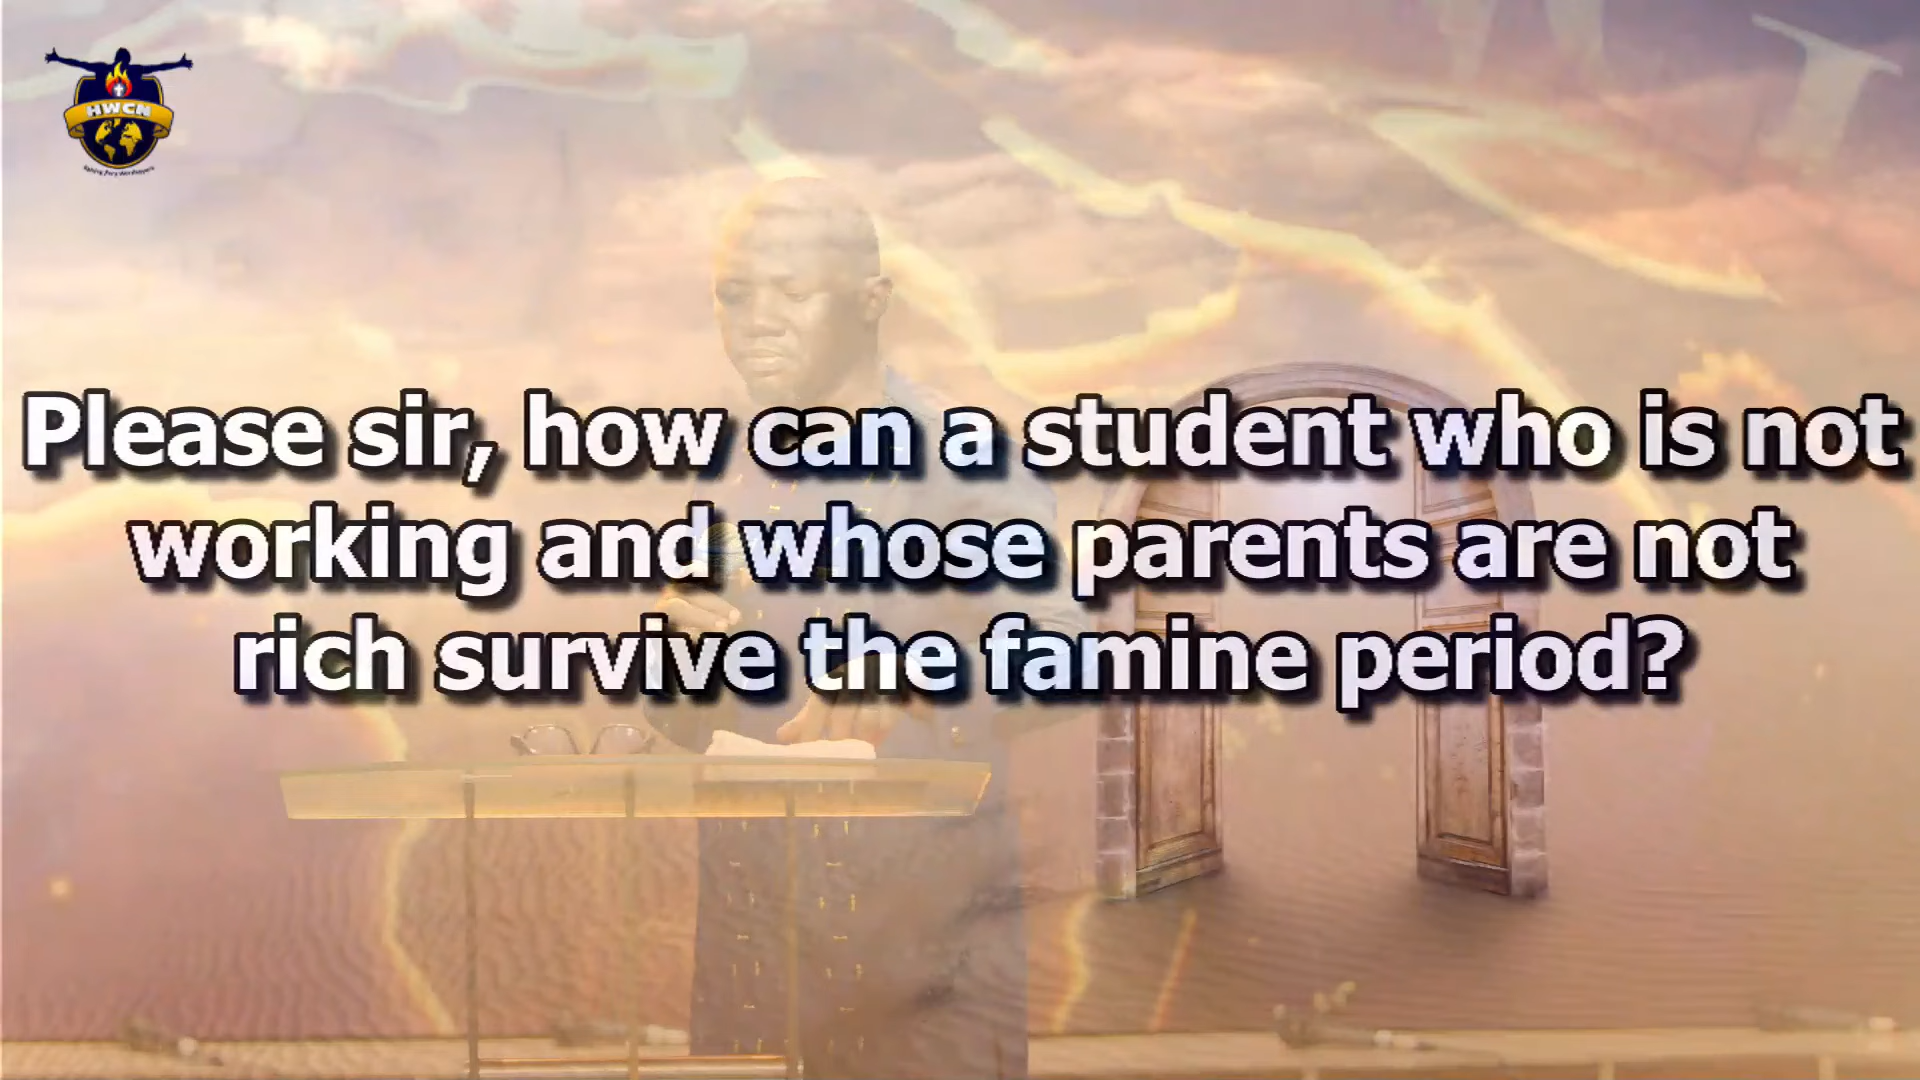 HWCN
Please sir, how can a student who is not
working and whose parents are not
rich survive the famine period?